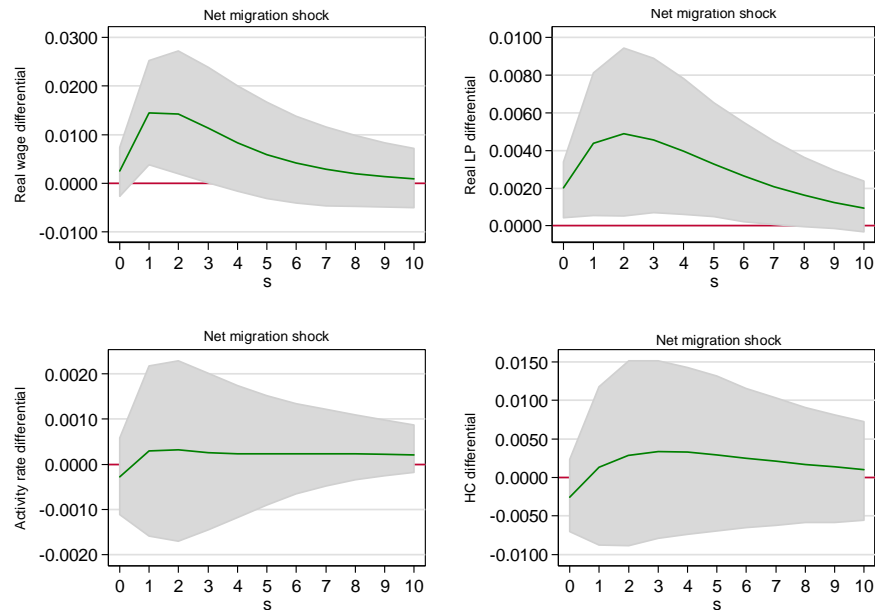 Net migration shock
Real wage differential
0.0300
0.0200
0.0100
0.0000
-0.0100
0 1 2 3 4 5 6 7 8 9 10
s
Net migration shock
Real LP differential
0.0100
0.0080
0.0060
0.0040
0.0020
0.0000
0 1 2 3 4 5 6 7 8 9 10
s
Net migration shock
Activity rate differential
0.0020
0.0010
0.0000
-0.0010
-0.0020
0 1 2 3 4 5 6 7 8 9 10
s
Net migration shock
HC differential
0.0150
0.0100
0.0050
0.0000
-0.0050
-0.0100
0 1 2 3 4 5 6 7 8 9 10
s